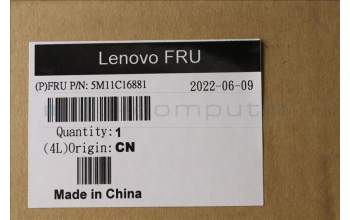 Lenovo FRU
(P)FRU P/N: 5M11C16881 2022-06-09
Quantity: 1
(4L)Origin: CN
Made in China